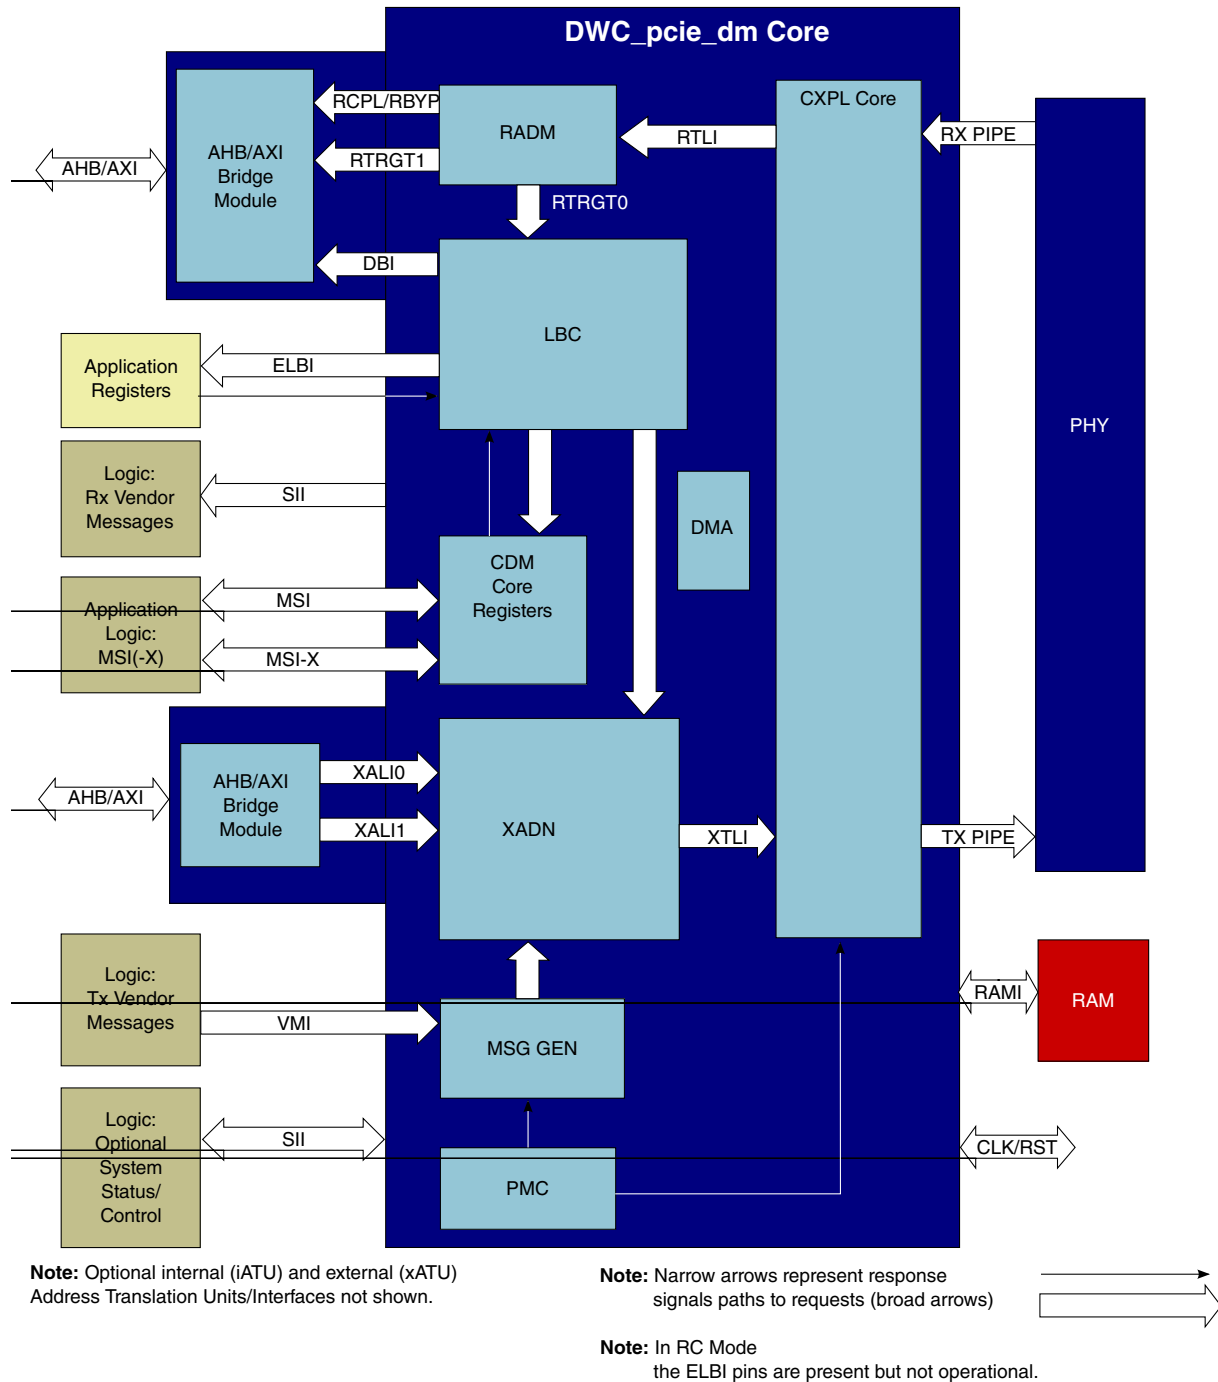 DWC_pcie_dm Core
CXPL Core
RCPL/RBYP
RADM
RTLI
RX PIPE
AHB/AXI
AHB/AXI
Bridge
Module
RTRGT1
RTRGT0
DBI
LBC
Application
Registers
ELBI
PHY
Logic:
Rx Vendor
Messages
SII
DMA
CDM
Core
Registers
Application
Logic:
MSI(-X)
MSI
MSI-X
AHB/AXI
AHB/AXI
Bridge
Module
XALI0
XALI1
XADN
XTLI
TX PIPE
Logic:
Tx Vendor
Messages
VMI
MSG GEN
RAMI
RAM
Logic:
Optional
System
Status/
Control
SII
PMC
CLK/RST
Note: Optional internal (iATU) and external (xATU)
Address Translation Units/Interfaces not shown.
Note: Narrow arrows represent response
signals paths to requests (broad arrows)
Note: In RC Mode
the ELBI pins are present but not operational.